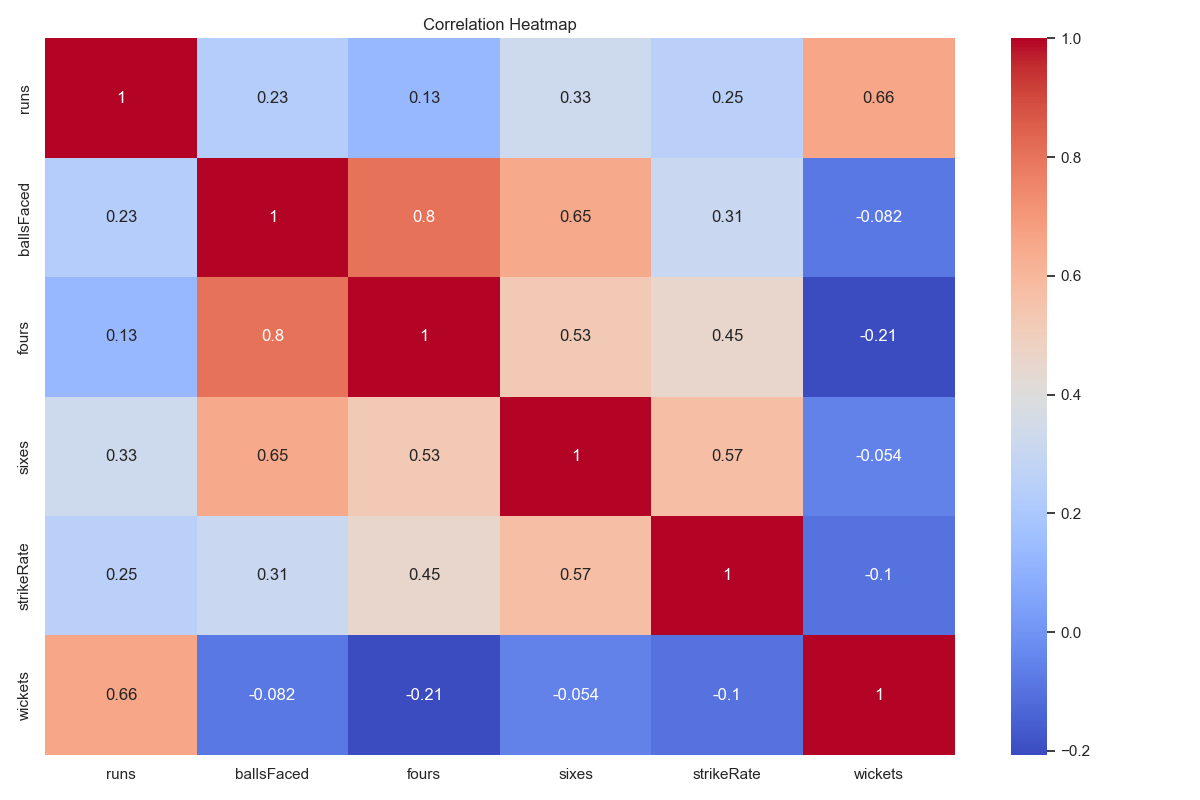 Correlation Heatmap
runs 1 0.23 0.13 0.33 0.25 0.66
ballsFaced 0.23 1 0.8 0.65 0.31 -0.082
fours 0.13 0.8 1 0.53 0.45 -0.21
sixes 0.33 0.65 0.53 1 0.57 -0.054
strikeRate 0.25 0.31 0.45 0.57 1 -0.1
wickets 0.66 -0.082 -0.21 -0.054 -0.1 1
runs ballsFaced fours sixes strikeRate wickets
1.0
0.8
0.6
0.4
0.2
0.0
−0.2